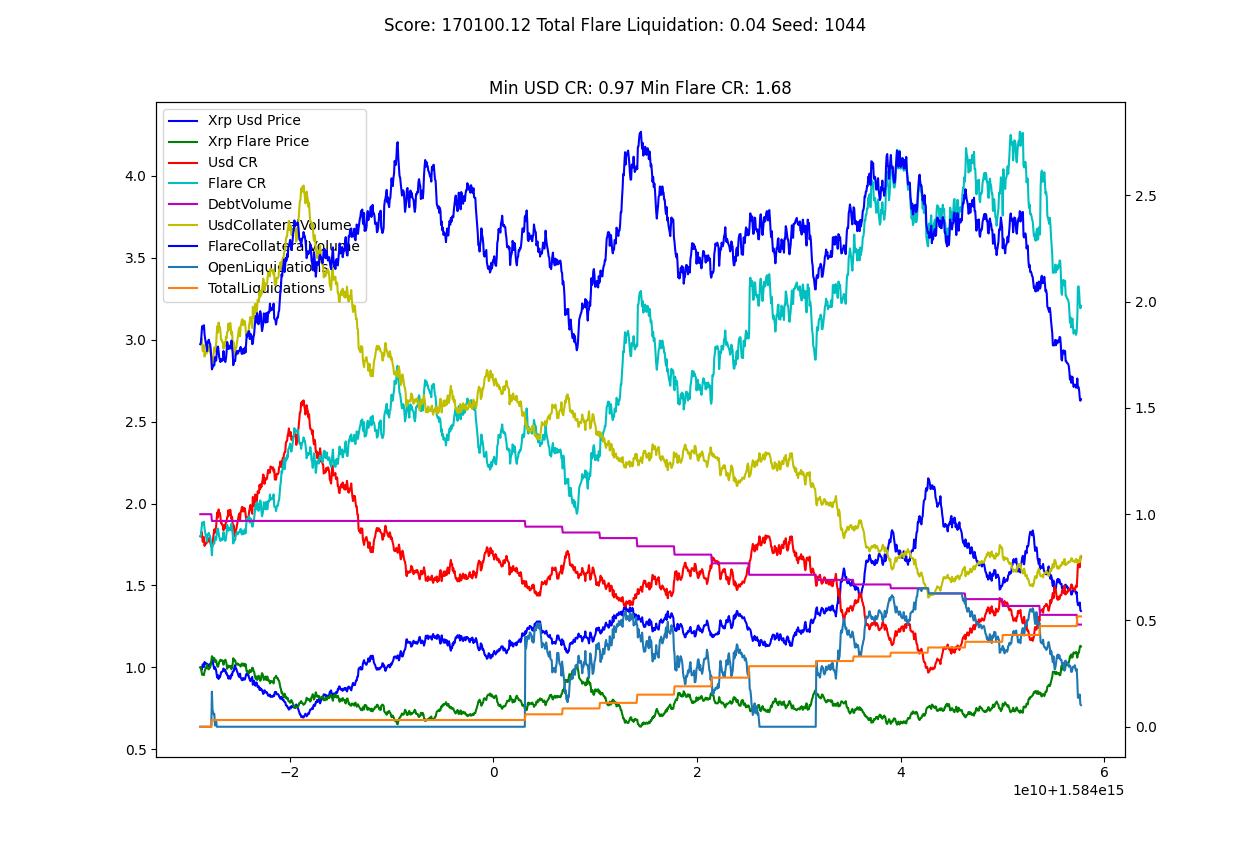 Score: 170100.12 Total Flare Liquidation: 0.04 Seed: 1044
Min USD CR: 0.97 Min Flare CR: 1.68
Xrp Usd Price
Xrp Flare Price
Usd CR
Flare CR
DebtVolume
UsdCollateralVolume
FlareCollateralVolume
OpenLiquidations
TotalLiquidations
4.0
3.5
3.0
2.5
2.0
1.5
1.0
0.5
2.5
2.0
1.5
1.0
0.5
0.0
−2 0 2 4 6
1e10+1.584e15